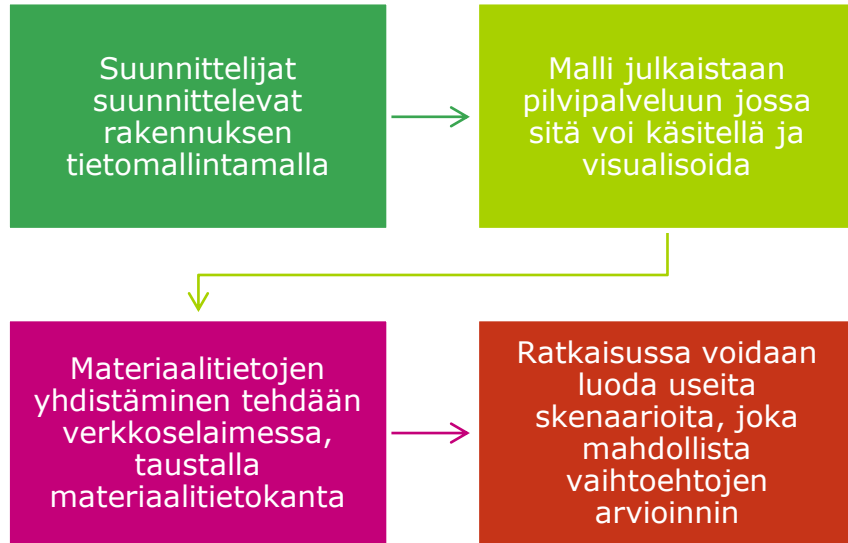 Suunnittelijat
suunnittelevat
rakennuksen
tietomallintamalla
Malli julkaistaan
pilvipalveluun jossa
sitä voi käsitellä ja
visualisoida
Materiaalitietojen
yhdistäminen tehdään
verkkoselaimessa,
taustalla
materiaalitietokanta
Ratkaisussa voidaan
luoda useita
skenaarioita, joka
mahdollista
vaihtoehtojen
arvioinnin